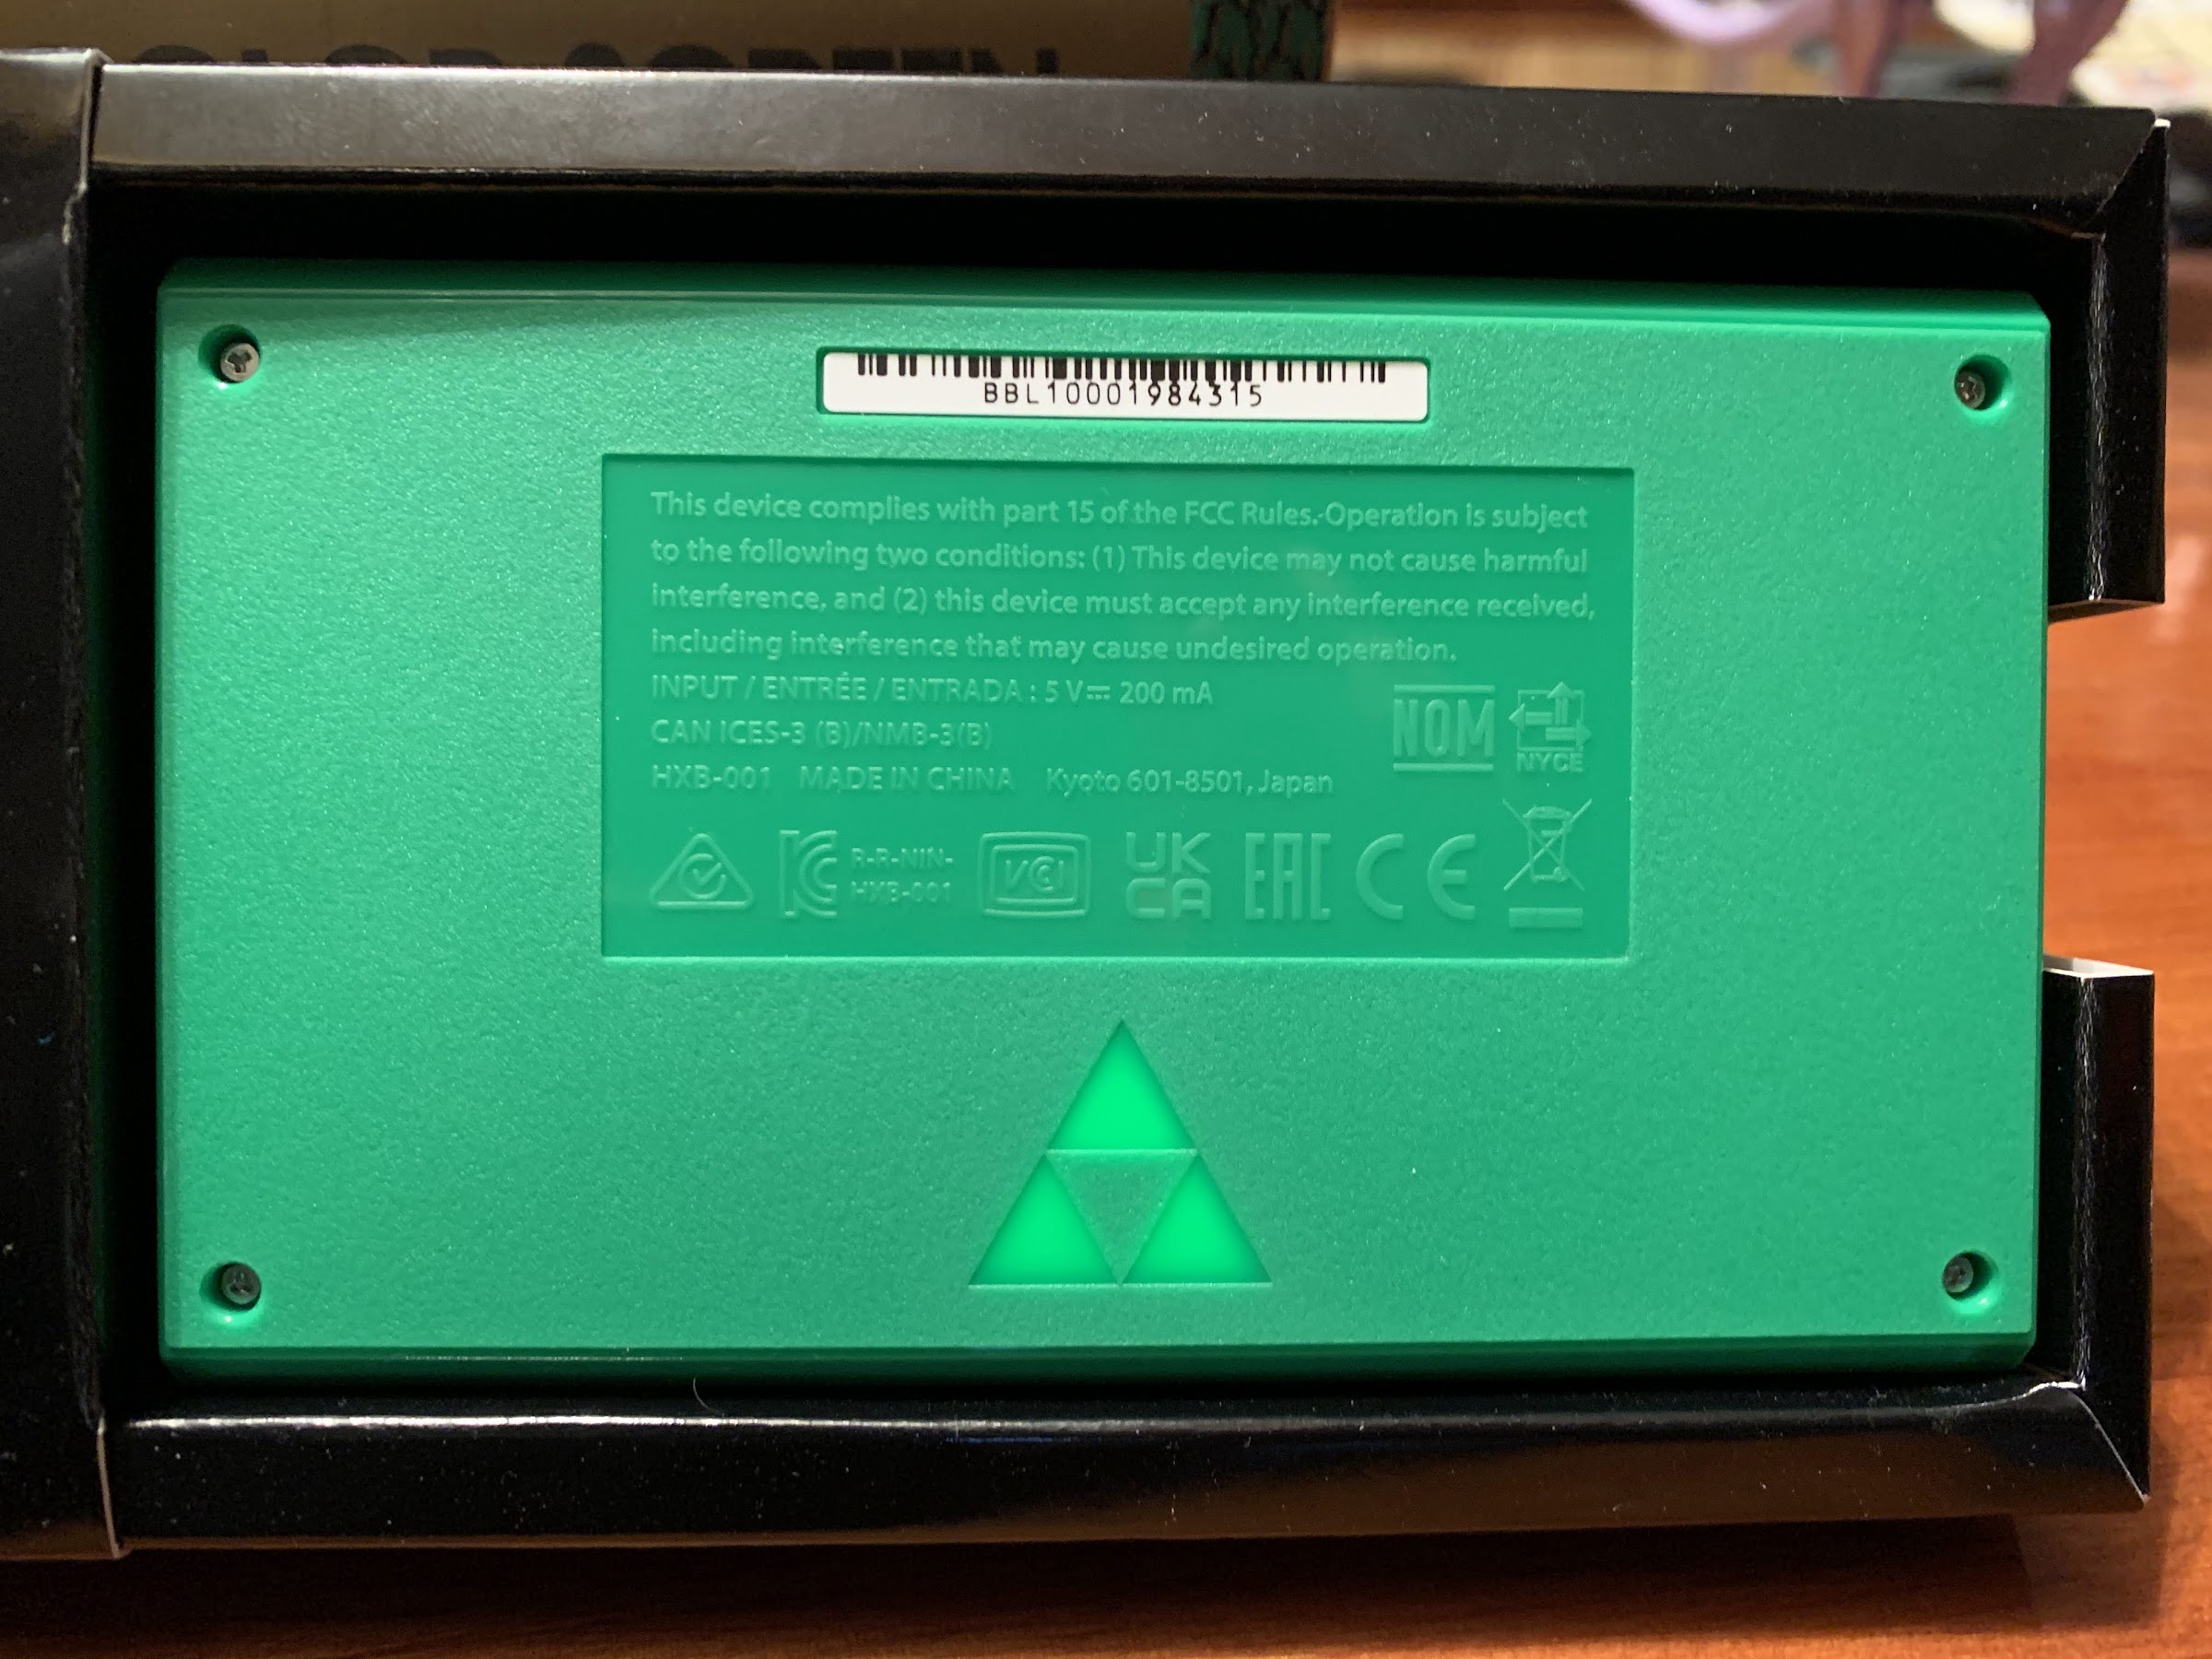 BBL10001984315
This device complies with part 15 of the FCC Rules. Operation is subject
to the following two conditions: (1) This device may not cause harmful
interference, and (2) this device must accept any interference received,
including interference that may cause undesired operation.
INPUT / ENTRÉE / ENTRADA : 5 V⎓ 200 mA
CAN ICES-3 (B)/NMB-3(B)
HXB-001 MADE IN CHINA Kyoto 601-8501, Japan
NOM
NYCE
R-R-NIN-
HXB-001
VCI
UK
CA
EAC
CE